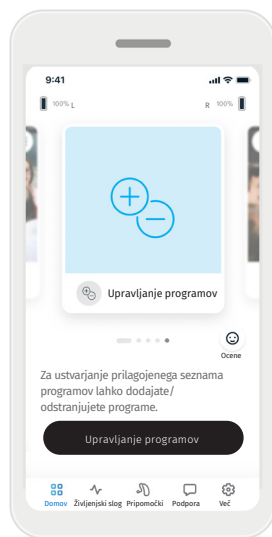 9:41
100% L
R 100%
Upravljanje programov
Ocene
Za ustvarjanje prilagojenega seznama
programov lahko dodajate/
odstranjujete programe.
Upravljanje programov
Domov Življenjski slog Pripomočki Podpora Več